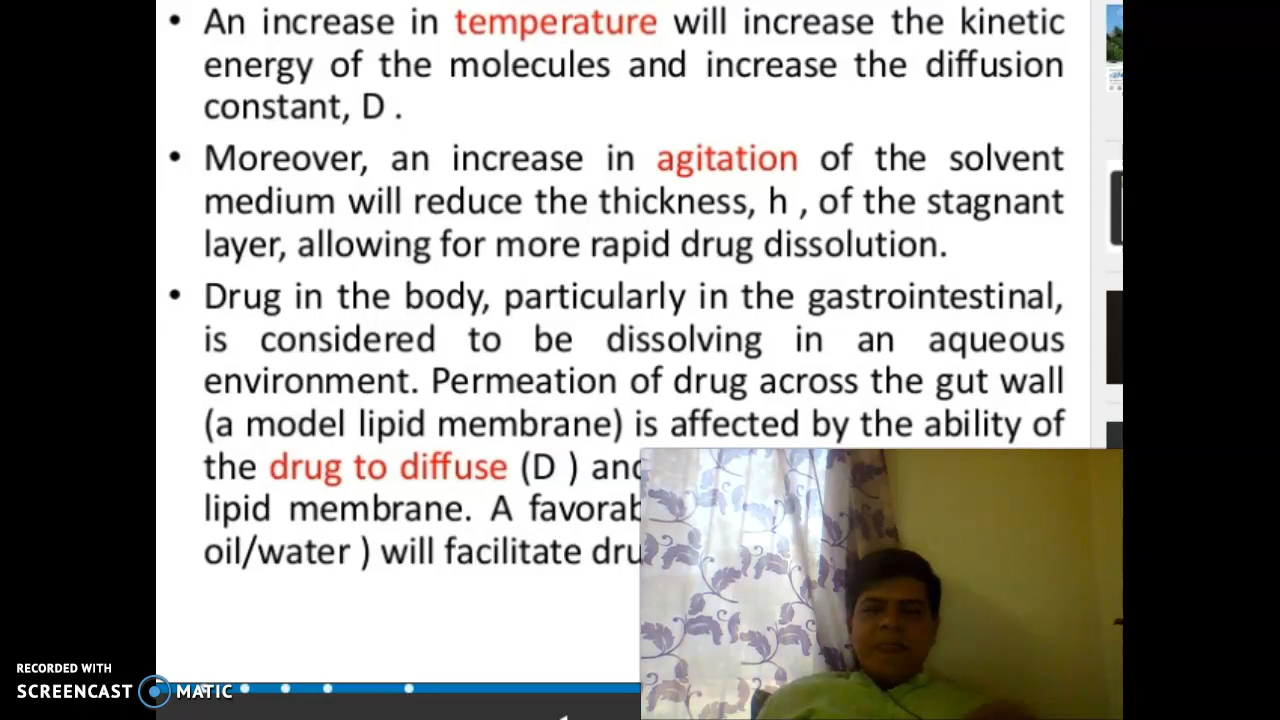 • An increase in temperature will increase the kinetic
energy of the molecules and increase the diffusion
constant, D .
• Moreover, an increase in agitation of the solvent
medium will reduce the thickness, h , of the stagnant
layer, allowing for more rapid drug dissolution.
• Drug in the body, particularly in the gastrointestinal,
is considered to be dissolving in an aqueous
environment. Permeation of drug across the gut wall
(a model lipid membrane) is affected by the ability of
the drug to diffuse (D )
lipid membrane. A
oil/water ) will facilitate
RECORDED WITH
SCREENCAST MATIC